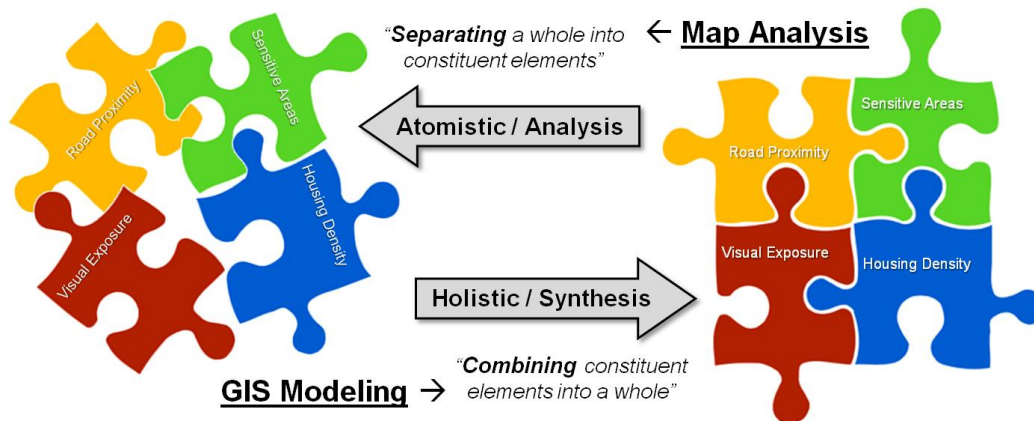 “Separating a whole into
constituent elements”
← Map Analysis
Atomistic / Analysis
Road Proximity
Sensitive Areas
Visual Exposure
Housing Density
Road Proximity
Sensitive Areas
Visual Exposure
Housing Density
Holistic / Synthesis
GIS Modeling →
“Combining constituent
elements into a whole”